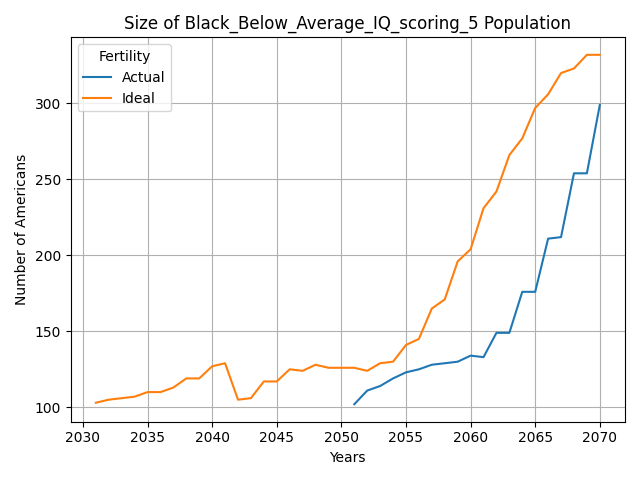 Size of Black_Below_Average_IQ_scoring_5 Population
Fertility
Actual
Ideal
Number of Americans
300
250
200
150
100
2030 2035 2040 2045 2050 2055 2060 2065 2070
Years